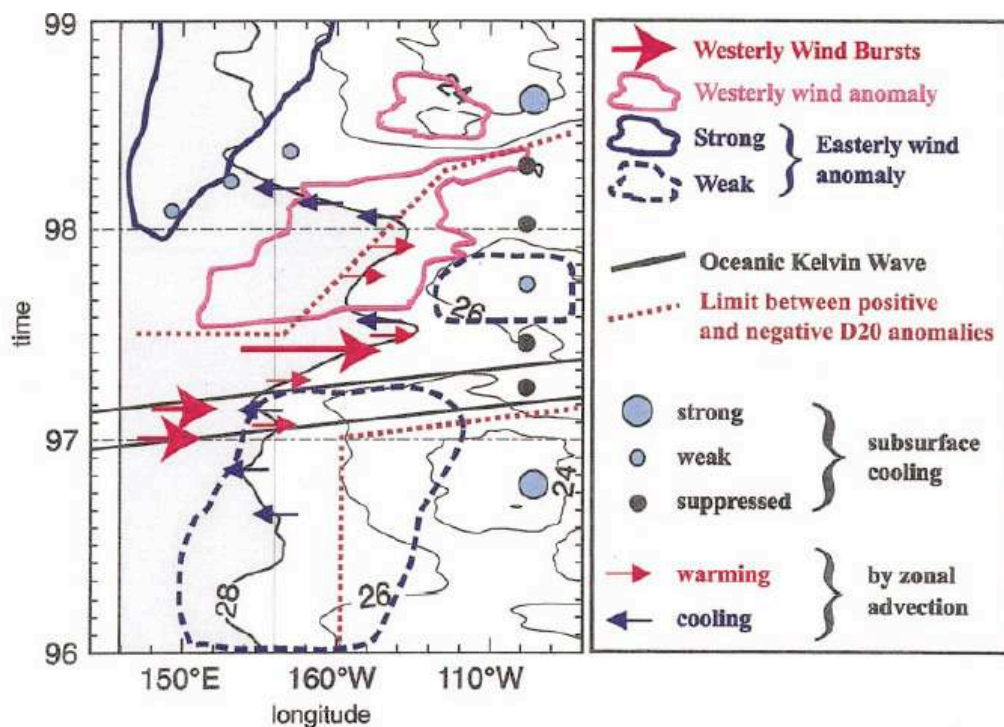 99
98
97
96
time
150°E
160°W
110°W
longitude
24
26
24
28
26
Westerly Wind Bursts
Westerly wind anomaly
Strong
Weak
Easterly wind
anomaly
Oceanic Kelvin Wave
Limit between positive
and negative D20 anomalies
strong
weak
suppressed
subsurface
cooling
warming
cooling
by zonal
advection